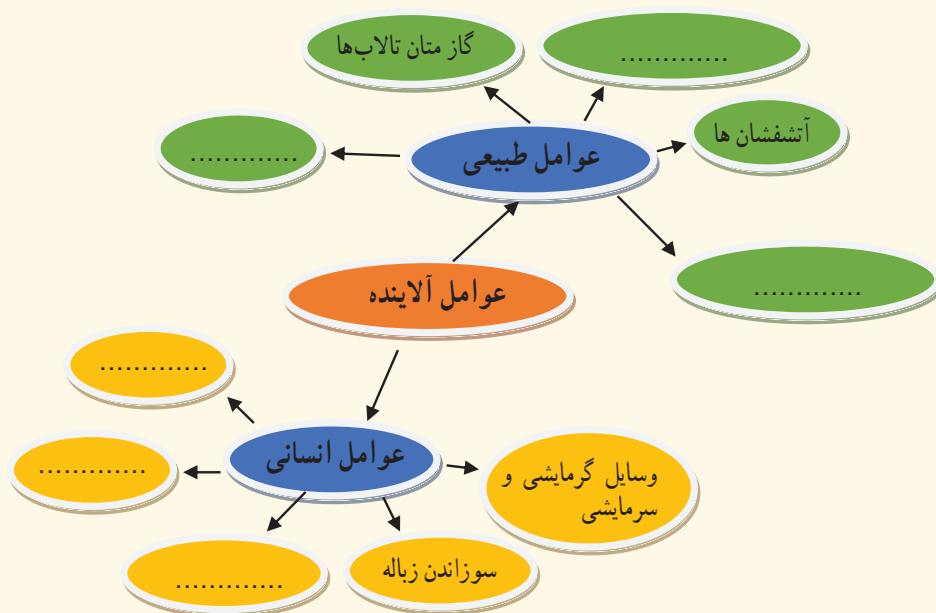 گاز متان تالاب‌ها
.............
آتشفشان ها
.............
عوامل طبیعی
.............
عوامل آلاینده
.............
.............
عوامل انسانی
وسایل گرمایشی و
سرمایشی
سوزاندن زباله
.............